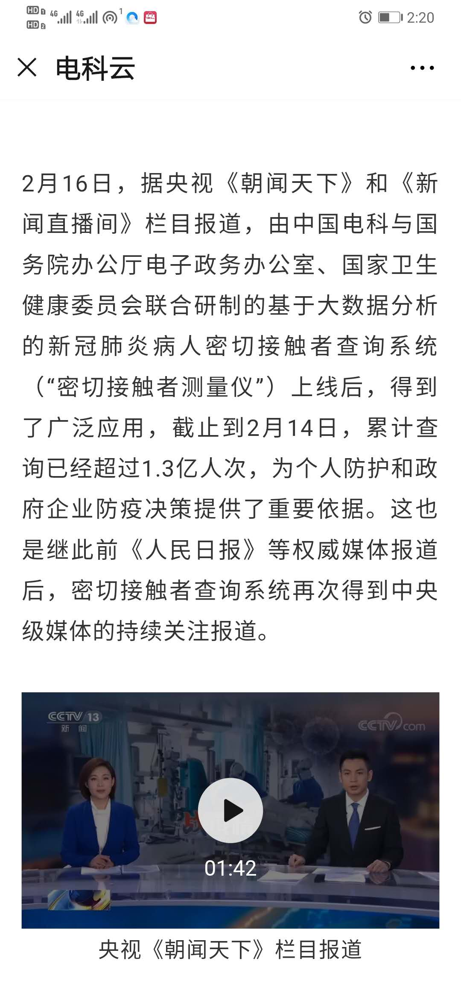 HD 1
HD 2
4G
4G
1
2:20
电科云
2月16日，据央视《朝闻天下》和《新
闻直播间》栏目报道，由中国电科与国
务院办公厅电子政务办公室、国家卫生
健康委员会联合研制的基于大数据分析
的新冠肺炎病人密切接触者查询系统
（“密切接触者测量仪”）上线后，得到
了广泛应用，截止到2月14日，累计查
询已经超过1.3亿人次，为个人防护和政
府企业防疫决策提供了重要依据。这也
是继此前《人民日报》等权威媒体报道
后，密切接触者查询系统再次得到中央
级媒体的持续关注报道。
CCTV 13
新闻
CCTV com
战
01:42
央视《朝闻天下》栏目报道